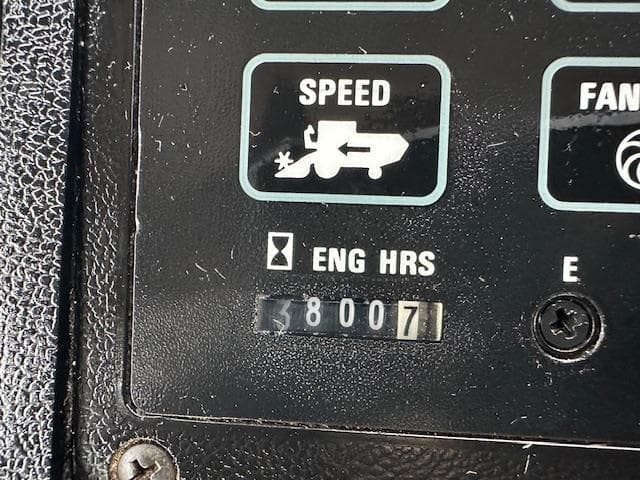 SPEED
FAN
ENG HRS
38007
E